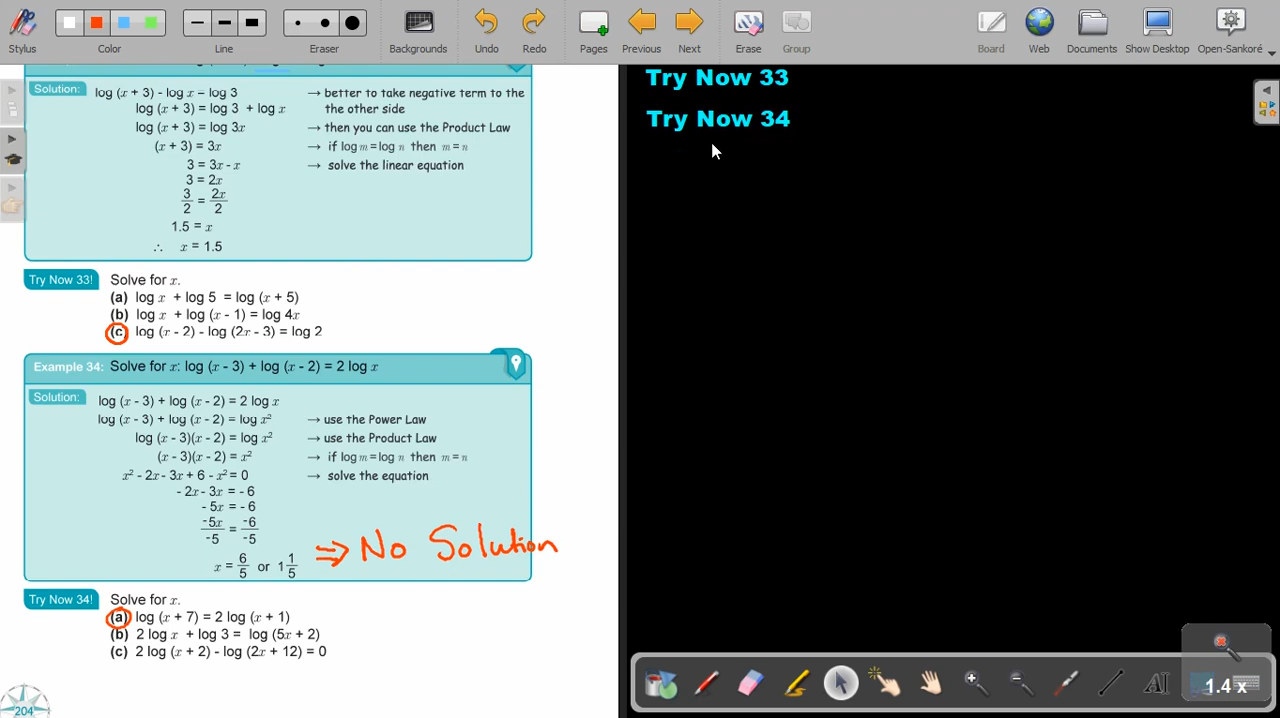 Stylus
Color
Line
Eraser
Backgrounds
Undo
Redo
Pages
Previous
Next
Erase
Group
Board
Web
Documents
Show Desktop
Open-Sankoré
Solution:
log (x + 3) - log x = log 3 → better to take negative term to the
log (x + 3) = log 3 + log x the other side
log (x + 3) = log 3x → then you can use the Product Law
(x + 3) = 3x → if log m = log n then m = n
3 = 3x - x → solve the linear equation
3 = 2x
3/2 = 2x/2
1.5 = x
∴ x = 1.5
Try Now 33! Solve for x.
(a) log x + log 5 = log (x + 5)
(b) log x + log (x - 1) = log 4x
(c) log (x - 2) - log (2x - 3) = log 2
Example 34: Solve for x: log (x - 3) + log (x - 2) = 2 log x
Solution:
log (x - 3) + log (x - 2) = 2 log x
log (x - 3) + log (x - 2) = log x² → use the Power Law
log (x - 3)(x - 2) = log x² → use the Product Law
(x - 3)(x - 2) = x² → if log m = log n then m = n
x² - 2x - 3x + 6 - x² = 0 → solve the equation
- 2x - 3x = - 6
- 5x = - 6
-5x/-5 = -6/-5
x = 6/5 or 1 1/5 ⇒ No Solution
Try Now 34! Solve for x.
(a) log (x + 7) = 2 log (x + 1)
(b) 2 log x + log 3 = log (5x + 2)
(c) 2 log (x + 2) - log (2x + 12) = 0
204
Try Now 33
Try Now 34
1.4 x